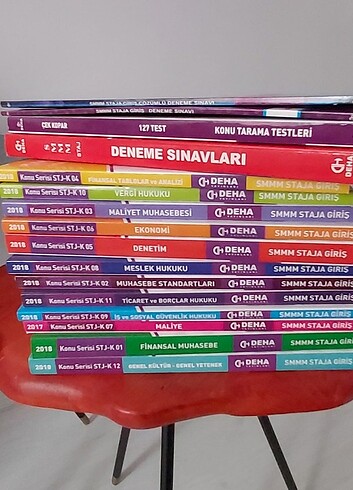 SMMM STAJA GİRİŞ ÇÖZÜMLÜ DENEME SINAVI
SMMM STAJA GİRİŞ DENEME SINAVI
ÇEK KOPAR 127 TEST KONU TARAMA TESTLERİ
DENEME SINAVLARI DEHA
2018 Konu Serisi STJ-K 04 FİNANSAL TABLOLAR ve ANALİZİ DEHA SMMM STAJA GİRİŞ
2018 Konu Serisi STJ-K 10 VERGİ HUKUKU DEHA SMMM STAJA GİRİŞ
2018 Konu Serisi STJ-K 03 MALİYET MUHASEBESİ DEHA SMMM STAJA GİRİŞ
2018 Konu Serisi STJ-K 06 EKONOMİ DEHA SMMM STAJA GİRİŞ
2018 Konu Serisi STJ-K 05 DENETİM DEHA SMMM STAJA GİRİŞ
2018 Konu Serisi STJ-K 08 MESLEK HUKUKU DEHA SMMM STAJA GİRİŞ
2018 Konu Serisi STJ-K 02 MUHASEBE STANDARTLARI DEHA SMMM STAJA GİRİŞ
2018 Konu Serisi STJ-K 11 TİCARET ve BORÇLAR HUKUKU DEHA SMMM STAJA GİRİŞ
2018 Konu Serisi STJ-K 09 İŞ ve SOSYAL GÜVENLİK HUKUKU DEHA SMMM STAJA GİRİŞ
2017 Konu Serisi STJ-K 07 MALİYE DEHA SMMM STAJA GİRİŞ
2018 Konu Serisi STJ-K 01 FİNANSAL MUHASEBE DEHA SMMM STAJA GİRİŞ
2018 Konu Serisi STJ-K 12 GENEL KÜLTÜR - GENEL YETENEK DEHA SMMM STAJA GİRİŞ